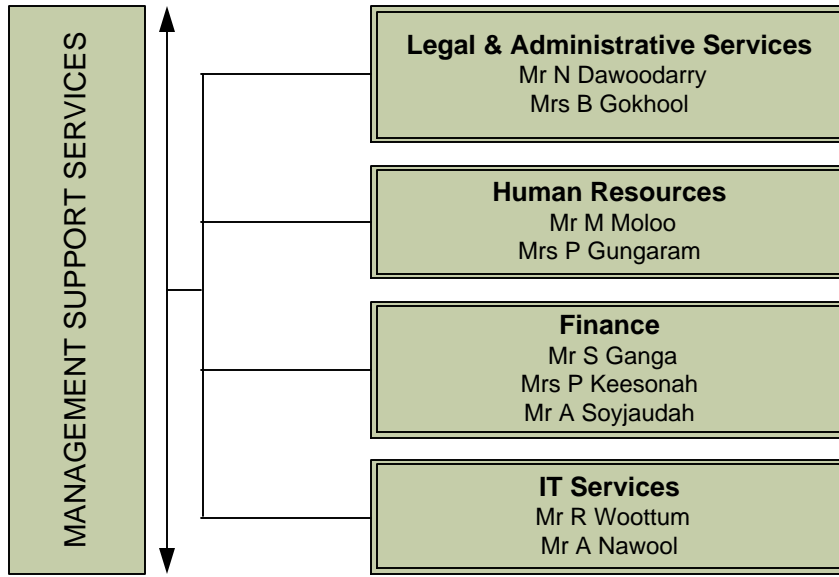 MANAGEMENT SUPPORT SERVICES
Legal & Administrative Services
Mr N Dawoodarry
Mrs B Gokhool
Human Resources
Mr M Moloo
Mrs P Gungaram
Finance
Mr S Ganga
Mrs P Keesonah
Mr A Soyjaudah
IT Services
Mr R Woottum
Mr A Nawool